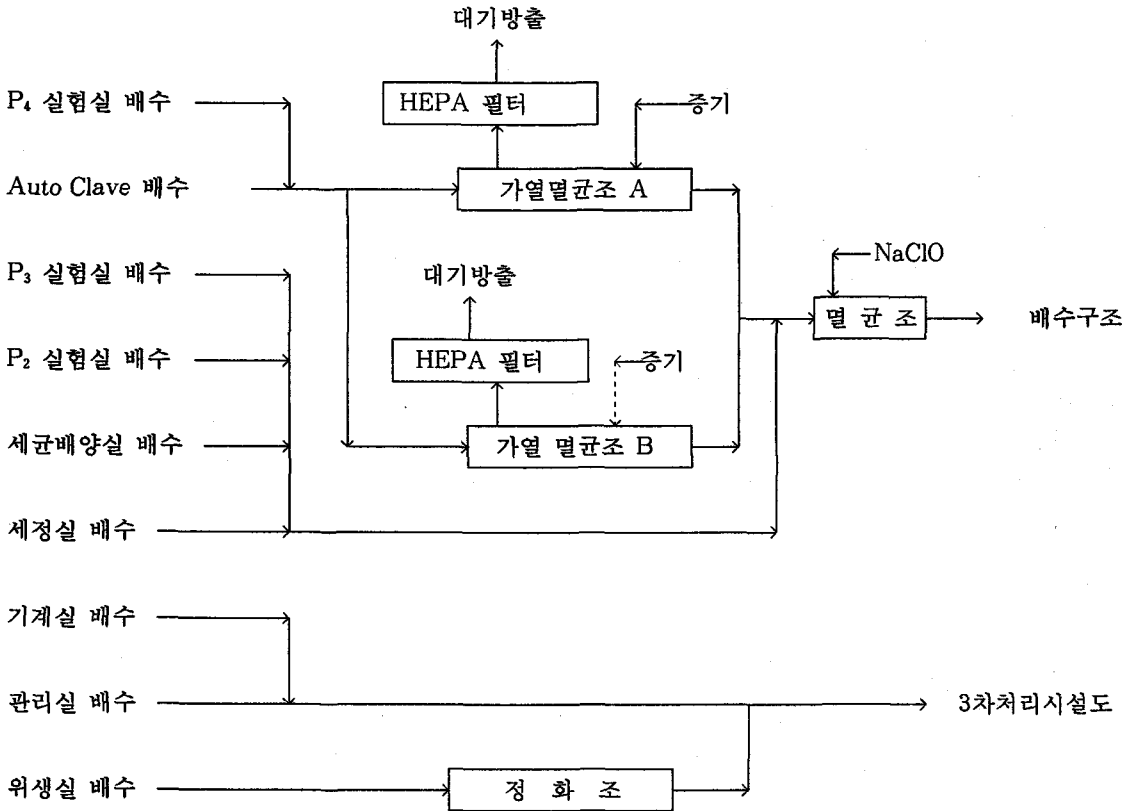 대기방출
P₄ 실험실 배수
HEPA 필터
증기
Auto Clave 배수
가열멸균조 A
P₃ 실험실 배수
대기방출
NaClO
멸 균 조
배수구조
P₂ 실험실 배수
HEPA 필터
증기
세균배양실 배수
가열 멸균조 B
세정실 배수
기계실 배수
관리실 배수
3차처리시설도
위생실 배수
정 화 조